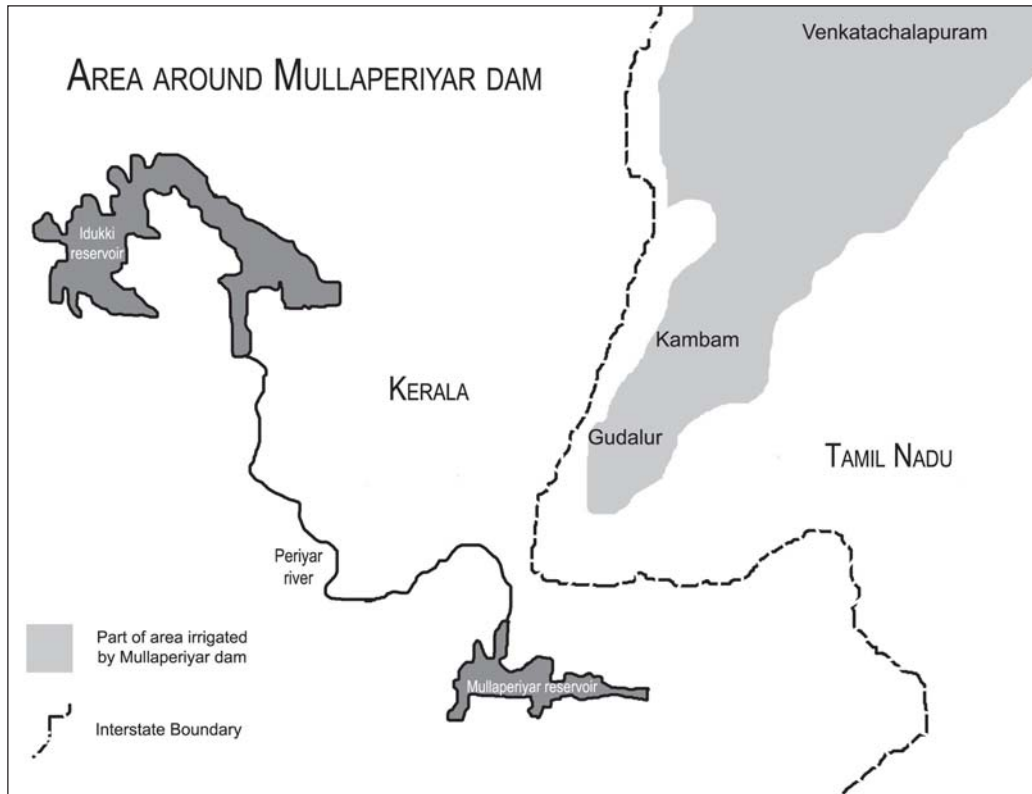 AREA AROUND MULLAPERIYAR DAM
Venkatachalapuram
Idukki
reservoir
Kambam
KERALA
Gudalur
TAMIL NADU
Periyar
river
Part of area irrigated
by Mullaperiyar dam
Mullaperiyar reservoir
Interstate Boundary